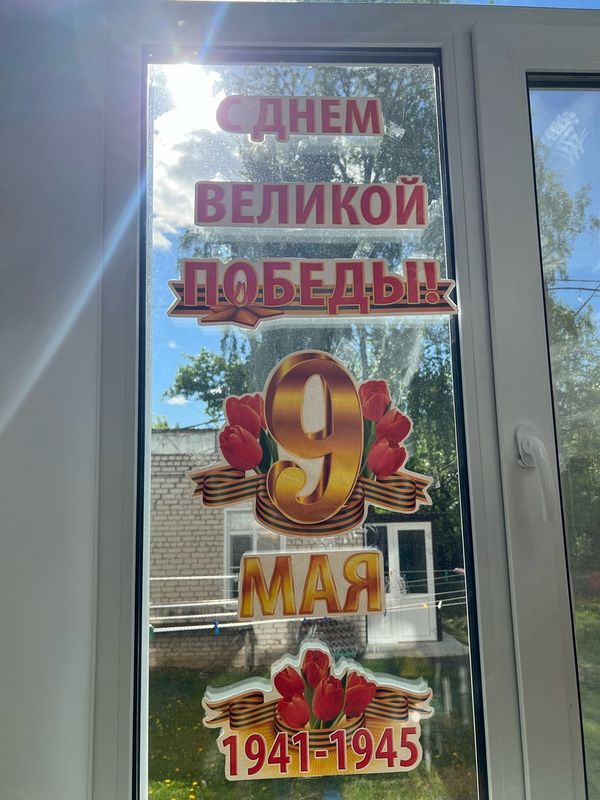 С ДНЕМ
ВЕЛИКОЙ
ПОБЕДЫ!
9
МАЯ
1941-1945